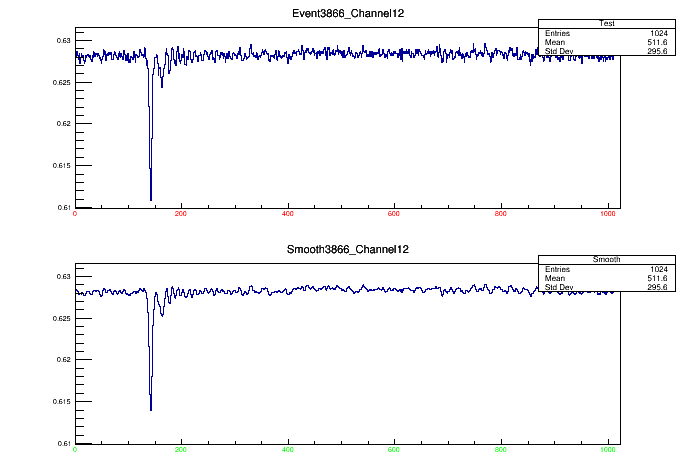 Event3866_Channel12
Test
Entries 1024
Mean 511.6
Std Dev 295.6
0.63
0.625
0.62
0.615
0.61
0 200 400 600 800 1000
Smooth3866_Channel12
Smooth
Entries 1024
Mean 511.6
Std Dev 295.6
0.63
0.625
0.62
0.615
0.61
0 200 400 600 800 1000